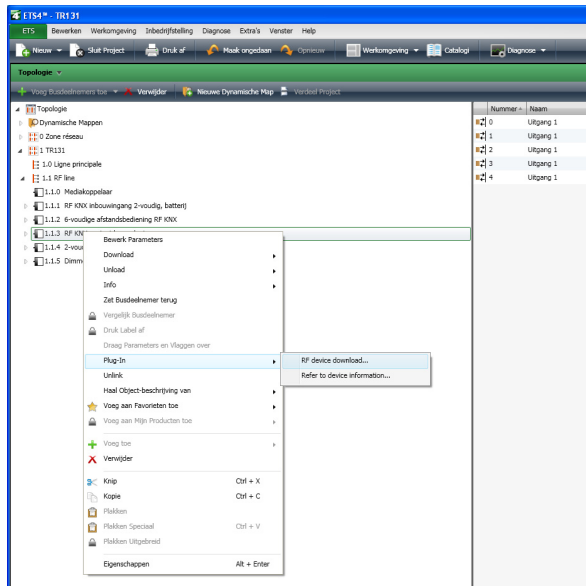 ETS4™ - TR131
ETS Bewerken Werkomgeving Inbedrijfstelling Diagnose Extra's Venster Help
Nieuw Sluit Project Druk af Maak ongedaan Opnieuw Werkomgeving Catalogi Diagnose
Topologie
Voeg Busdeelnemers toe Verwijder Nieuwe Dynamische Map Verdeel Project
Topologie
Dynamische Mappen
0 Zone réseau
1 TR131
1.0 Ligne principale
1.1 RF line
1.1.0 Mediakoppelaar
1.1.1 RF KNX inbouwingang 2-voudig, batterij
1.1.2 6-voudige afstandsbediening RF KNX
1.1.3 RF KN
1.1.4 2-vou
1.1.5 Dimm
Nummer Naam
0 Uitgang 1
1 Uitgang 1
2 Uitgang 1
3 Uitgang 1
4 Uitgang 1
Bewerk Parameters
Download
Unload
Info
Zet Busdeelnemer terug
Vergelijk Busdeelnemer
Druk Label af
Draag Parameters en Vlaggen over
Plug-In
RF device download...
Unlink
Refer to device information...
Haal Object-beschrijving van
Voeg aan Favorieten toe
Voeg aan Mijn Producten toe
Voeg toe
Verwijder
Knip Ctrl + X
Kopie Ctrl + C
Plakken
Plakken Speciaal Ctrl + V
Plakken Uitgebreid
Eigenschappen Alt + Enter